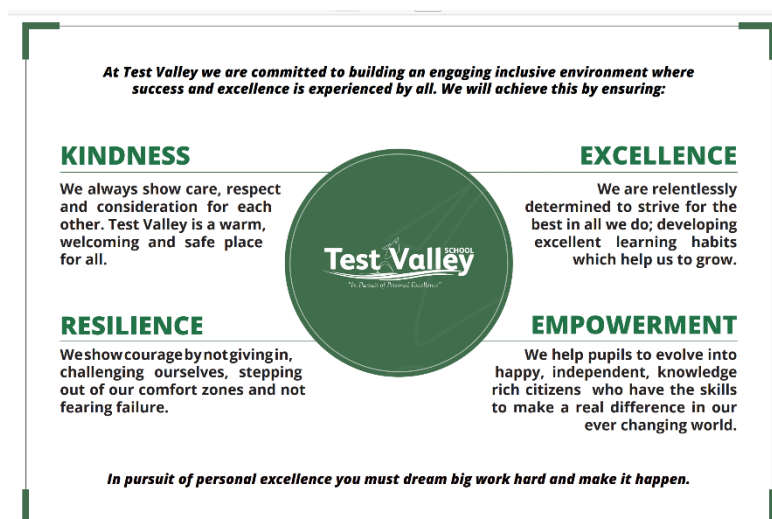 At Test Valley we are committed to building an engaging inclusive environment where
success and excellence is experienced by all. We will achieve this by ensuring:
KINDNESS
We always show care, respect
and consideration for each
other. Test Valley is a warm,
welcoming and safe place
for all.
EXCELLENCE
We are relentlessly
determined to strive for the
best in all we do; developing
excellent learning habits
which help us to grow.
Test Valley SCHOOL
"In Pursuit of Personal Excellence"
RESILIENCE
We show courage by not giving in,
challenging ourselves, stepping
out of our comfort zones and not
fearing failure.
EMPOWERMENT
We help pupils to evolve into
happy, independent, knowledge
rich citizens who have the skills
to make a real difference in our
ever changing world.
In pursuit of personal excellence you must dream big work hard and make it happen.